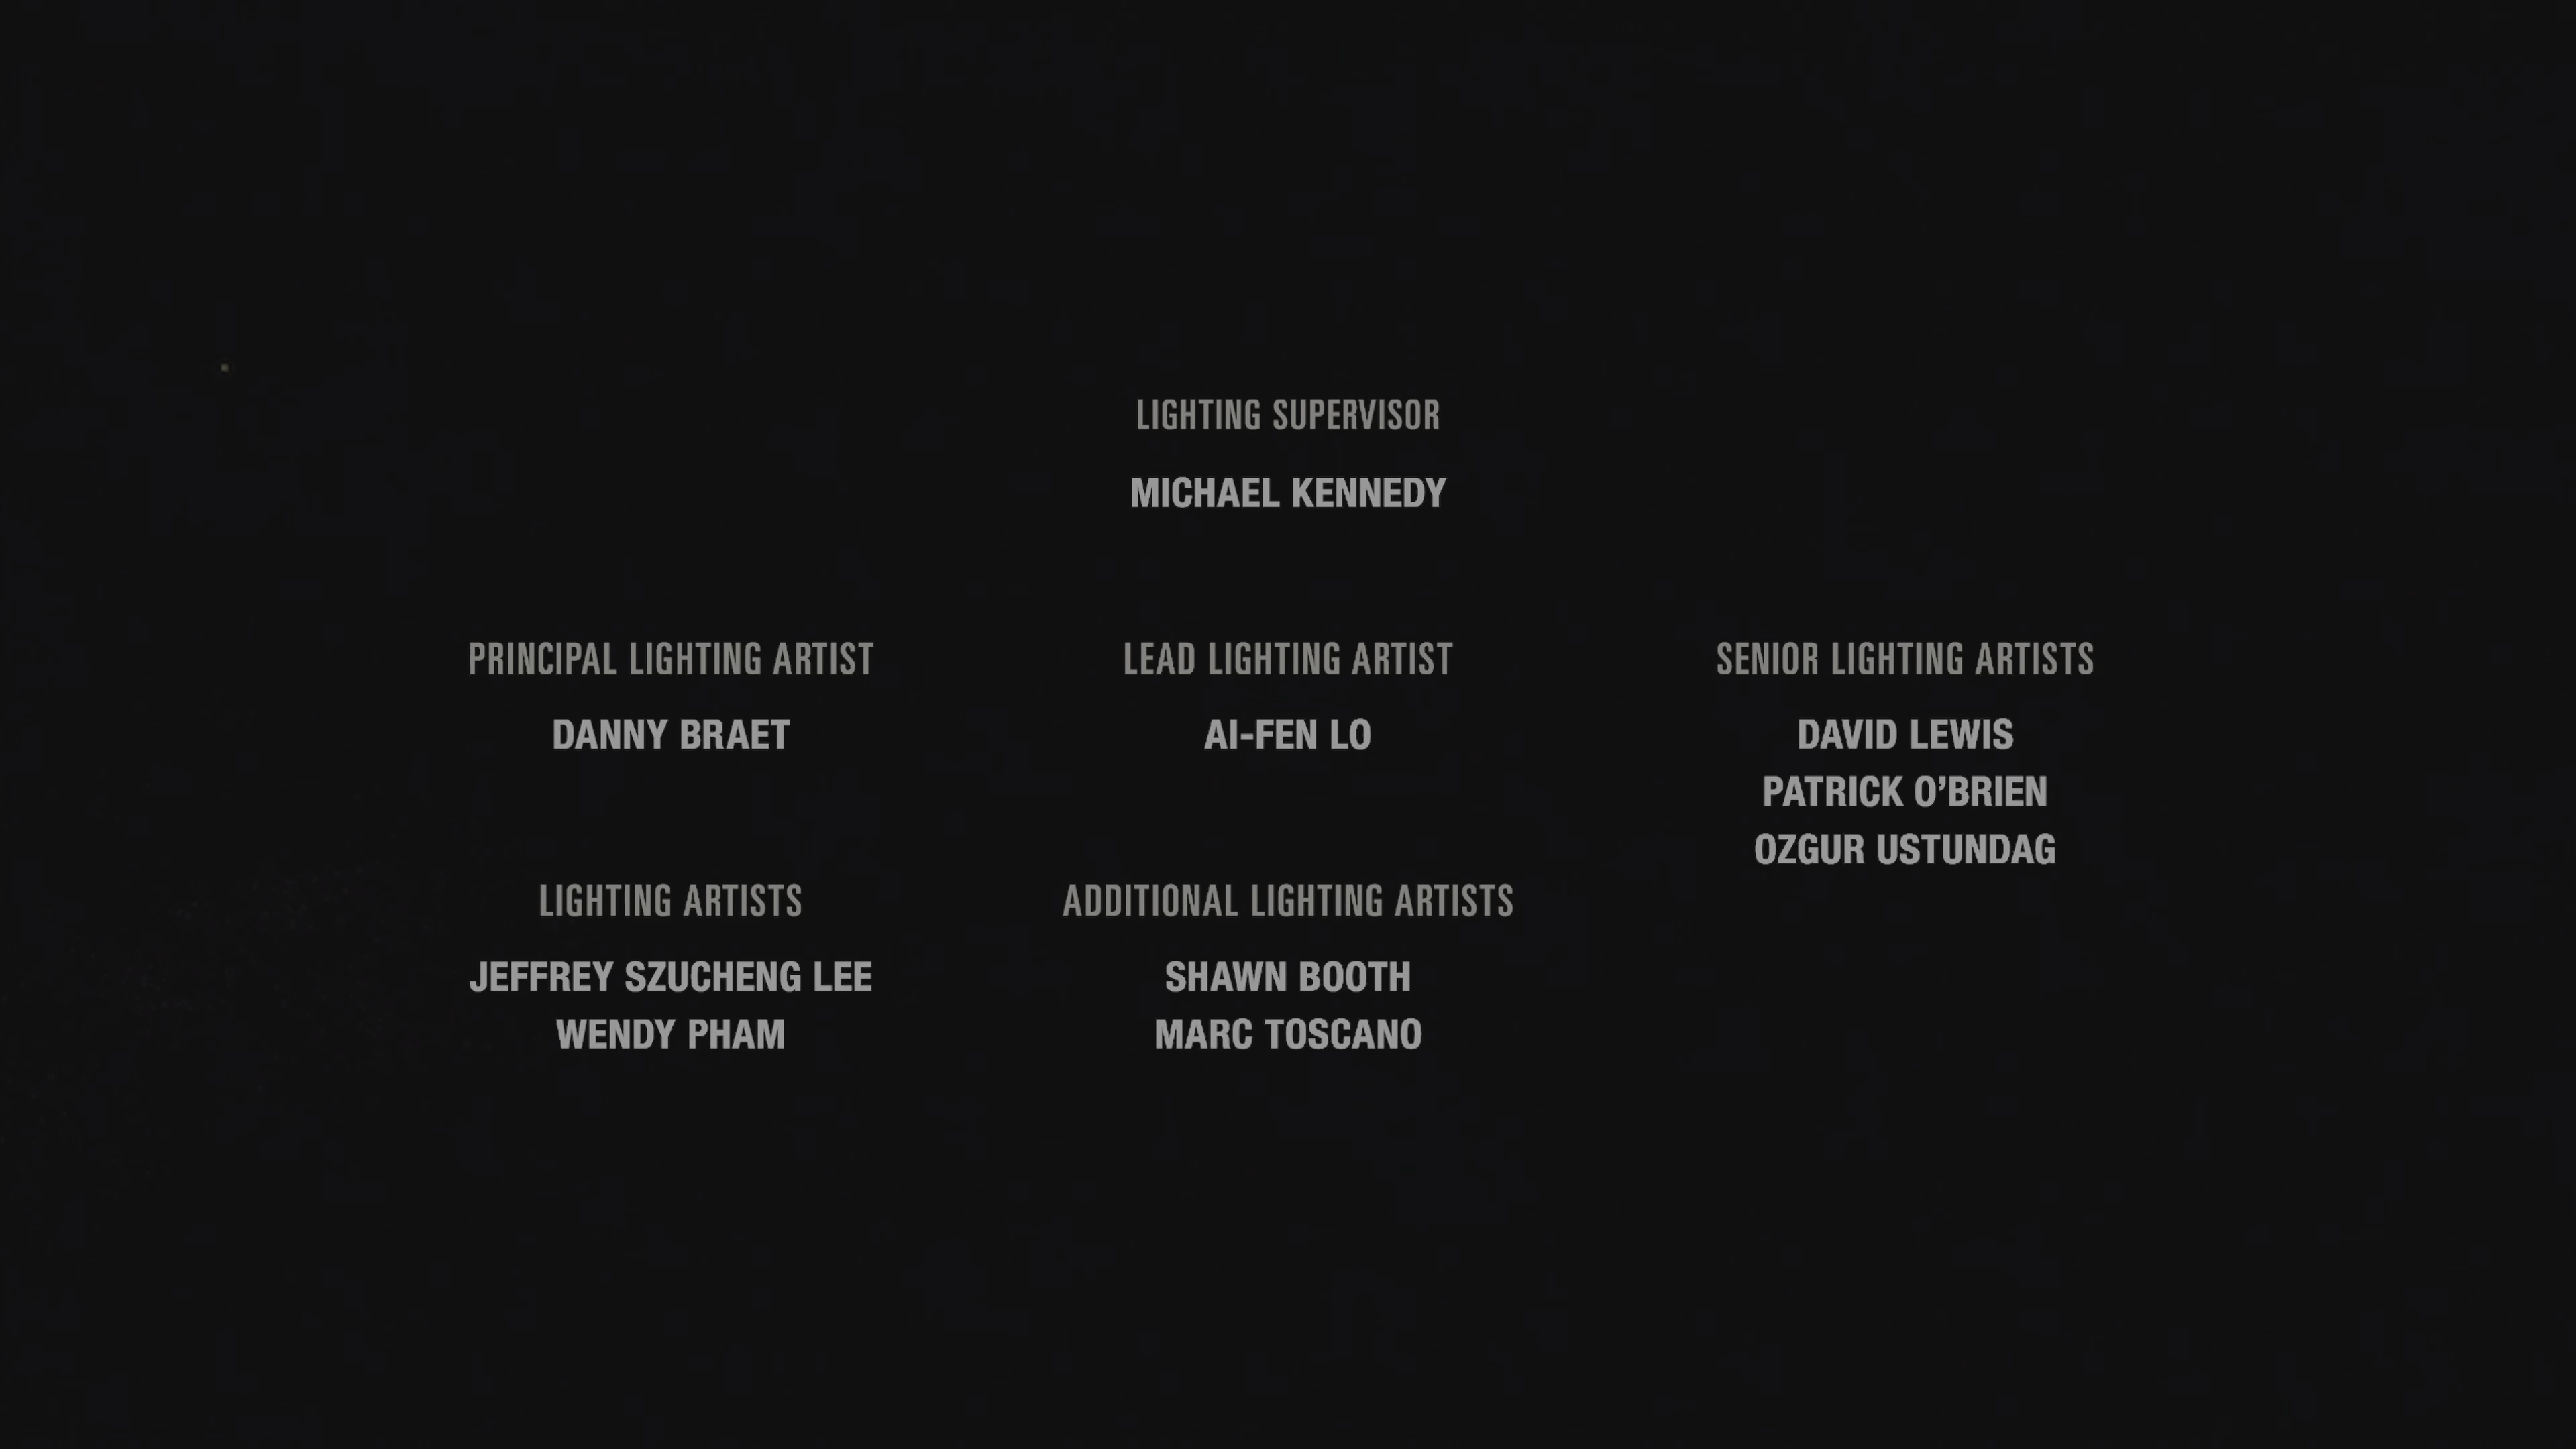 LIGHTING SUPERVISOR
MICHAEL KENNEDY
PRINCIPAL LIGHTING ARTIST
DANNY BRAET
LEAD LIGHTING ARTIST
AI-FEN LO
SENIOR LIGHTING ARTISTS
DAVID LEWIS
PATRICK O’BRIEN
OZGUR USTUNDAG
LIGHTING ARTISTS
JEFFREY SZUCHENG LEE
WENDY PHAM
ADDITIONAL LIGHTING ARTISTS
SHAWN BOOTH
MARC TOSCANO